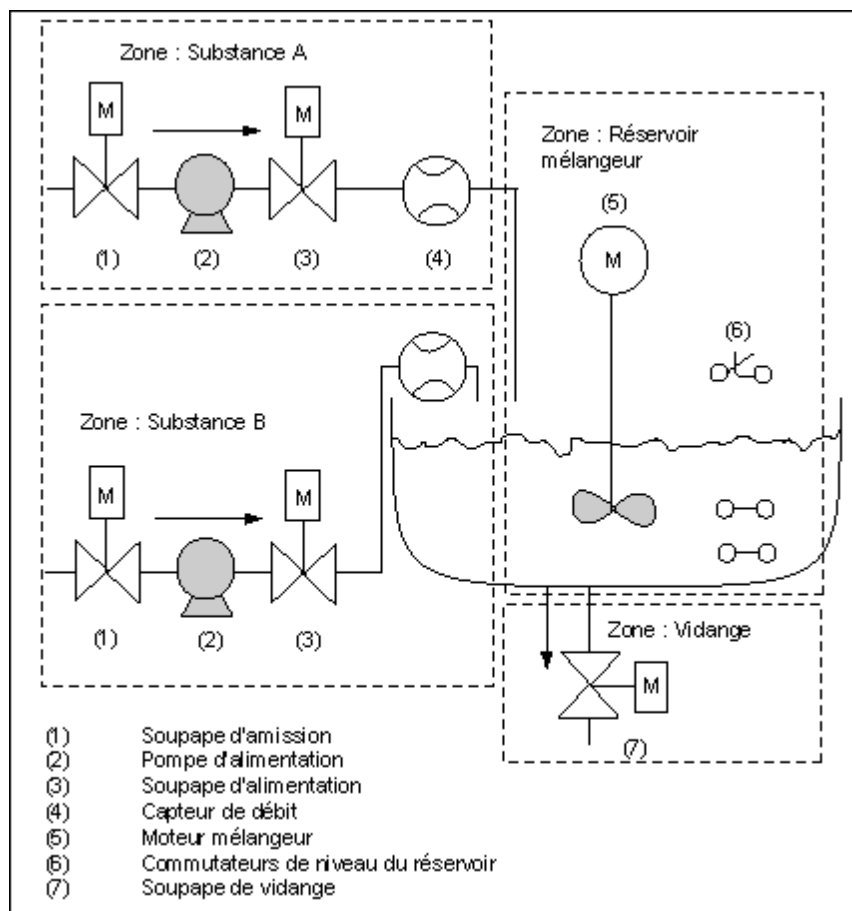 Zone : Substance A
M
M
(1)
(2)
(3)
(4)
Zone : Réservoir
mélangeur
(5)
M
(6)
Zone : Substance B
M
M
(1)
(2)
(3)
Zone : Vidange
M
(7)
(1) Soupape d'amission
(2) Pompe d'alimentation
(3) Soupape d'alimentation
(4) Capteur de débit
(5) Moteur mélangeur
(6) Commutateurs de niveau du réservoir
(7) Soupape de vidange